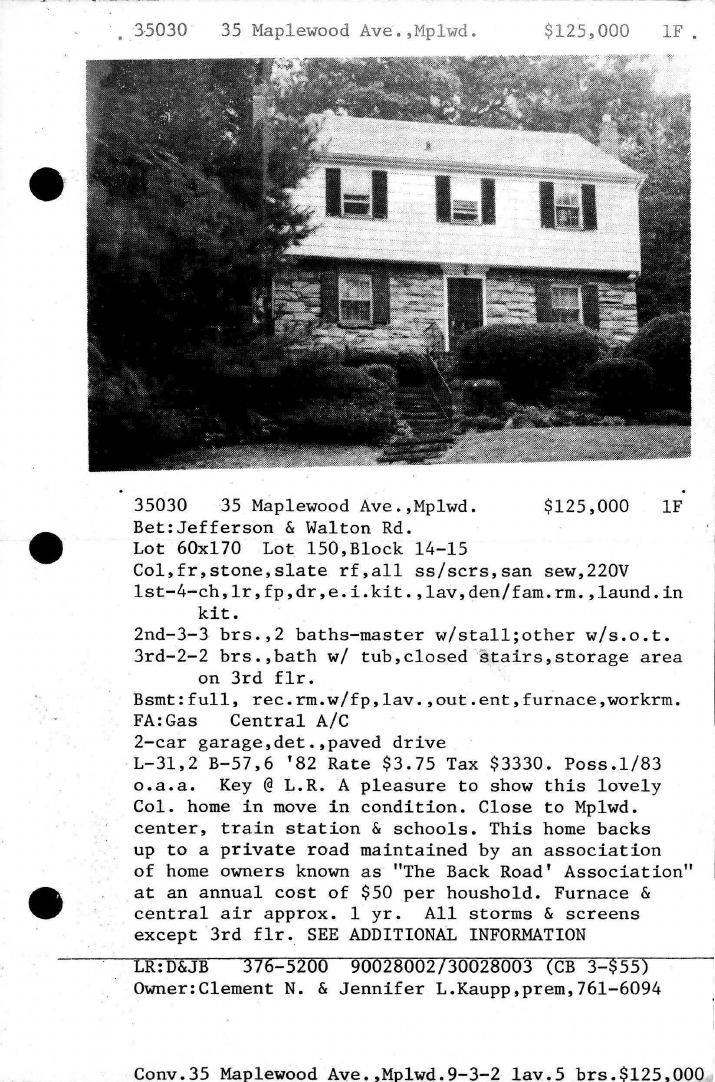 35030 35 Maplewood Ave.,Mplwd. $125,000 1F
35030 35 Maplewood Ave.,Mplwd. $125,000 1F
Bet:Jefferson & Walton Rd.
Lot 60x170 Lot 150,Block 14-15
Col,fr,stone,slate rf,all ss/scrs,san sew,220V
1st-4-ch,lr,fp,dr,e.i.kit.,lav,den/fam.rm.,laund.in
kit.
2nd-3-3 brs.,2 baths-master w/stall;other w/s.o.t.
3rd-2-2 brs.,bath w/ tub,closed stairs,storage area
on 3rd flr.
Bsmt:full, rec.rm.w/fp,lav.,out.ent,furnace,workrm.
FA:Gas Central A/C
2-car garage,det.,paved drive
L-31,2 B-57,6 '82 Rate $3.75 Tax $3330. Poss.1/83
o.a.a. Key @ L.R. A pleasure to show this lovely
Col. home in move in condition. Close to Mplwd.
center, train station & schools. This home backs
up to a private road maintained by an association
of home owners known as "The Back Road' Association"
at an annual cost of $50 per houshold. Furnace &
central air approx. 1 yr. All storms & screens
except 3rd flr. SEE ADDITIONAL INFORMATION
LR:D&JB 376-5200 90028002/30028003 (CB 3-$55)
Owner:Clement N. & Jennifer L.Kaupp,prem,761-6094
Conv.35 Maplewood Ave.,Mplwd.9-3-2 lav.5 brs.$125,000